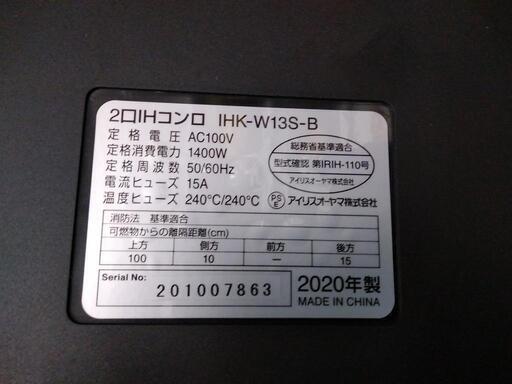 2口IHコンロ IHK-W13S-B
定格電圧 AC100V
定格消費電力 1400W
定格周波数 50/60Hz
電流ヒューズ 15A
温度ヒューズ 240℃/240℃
総務省基準適合
型式確認 第IRIH-110号
アイリスオーヤマ株式会社
PSE アイリスオーヤマ株式会社
消防法 基準適合
可燃物からの離隔距離(cm)
上方 側方 前方 後方
100 10 — 15
Serial No: 201007863
2020年製
MADE IN CHINA